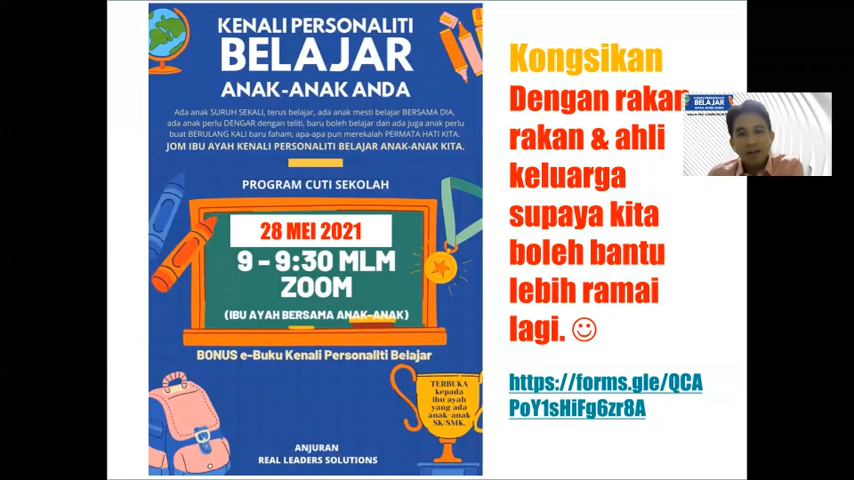 KENALI PERSONALITI
BELAJAR
ANAK-ANAK ANDA
Ada anak SURUH SEKALI, terus belajar, ada anak mesti belajar BERSAMA DIA,
ada anak perlu DENGAR dengan teliti, baru boleh belajar dan ada juga anak perlu
buat BERULANG KALI baru faham, apa-apa pun merekalah PERMATA HATI KITA.
JOM IBU AYAH KENALI PERSONALITI BELAJAR ANAK-ANAK KITA.
PROGRAM CUTI SEKOLAH
28 MEI 2021
9 - 9:30 MLM
ZOOM
(IBU AYAH BERSAMA ANAK-ANAK)
BONUS e-Buku Kenali Personaliti Belajar
TERBUKA
kepada
ibu ayah
yang ada
anak-anak
SK/SMK.
ANJURAN
REAL LEADERS SOLUTIONS
Kongsikan
Dengan rakan
rakan & ahli
keluarga
supaya kita
boleh bantu
lebih ramai
lagi. ☺
https://forms.gle/QCA
PoY1sHiFg6zr8A
KENALI PERSONALITI
BELAJAR
ANAK-ANAK ANDA